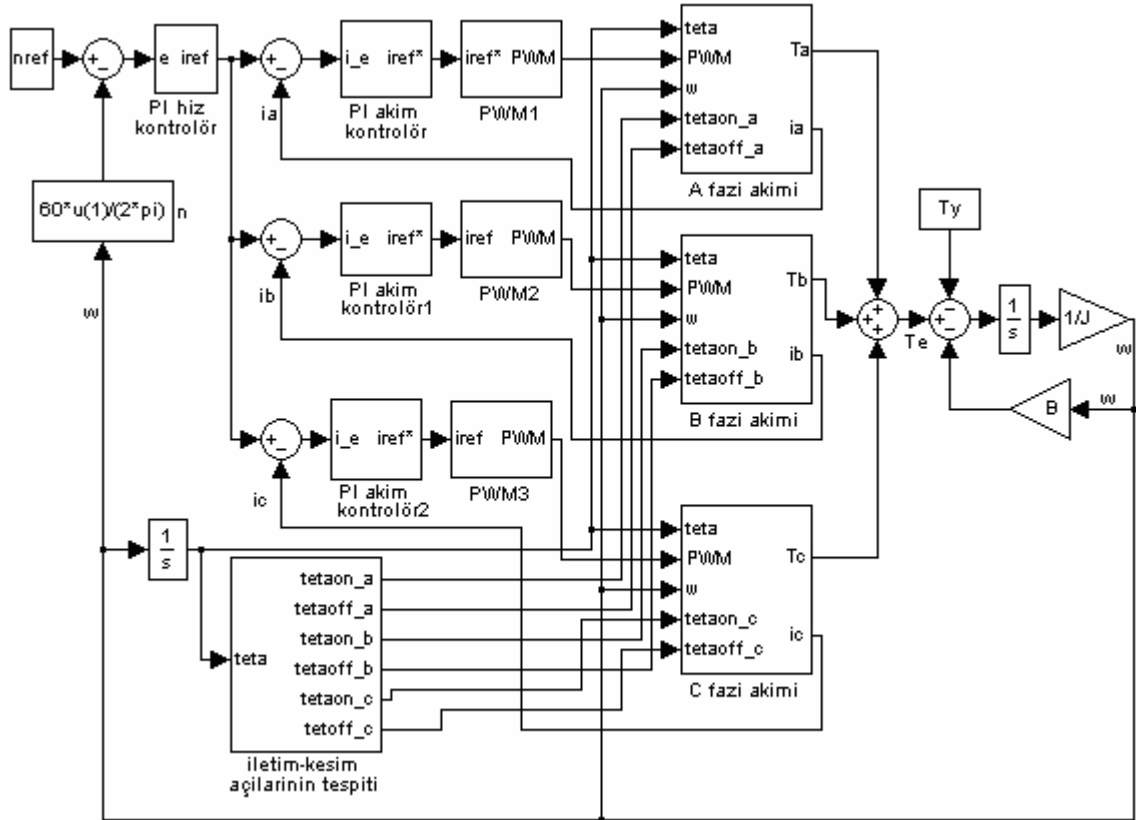 nref
+
-
e iref
PI hiz
kontrolör
+
-
ia
i_e iref*
PI akim
kontrolör
iref* PWM
PWM1
teta
PWM
w
tetaon_a
tetaoff_a
Ta
ia
A fazi akimi
60*u(1)/(2*pi)
n
w
+
-
ib
i_e iref*
PI akim
kontrolör1
iref PWM
PWM2
teta
PWM
w
tetaon_b
tetaoff_b
Tb
ib
B fazi akimi
Ty
+
+
+
Te
-
+
-
1
s
1/J
w
B
w
+
-
ic
i_e iref*
PI akim
kontrolör2
iref PWM
PWM3
teta
PWM
w
tetaon_c
tetaoff_c
Tc
ic
C fazi akimi
1
s
teta
tetaon_a
tetaoff_a
tetaon_b
tetaoff_b
tetaon_c
tetoff_c
iletim-kesim
açilarinin tespiti